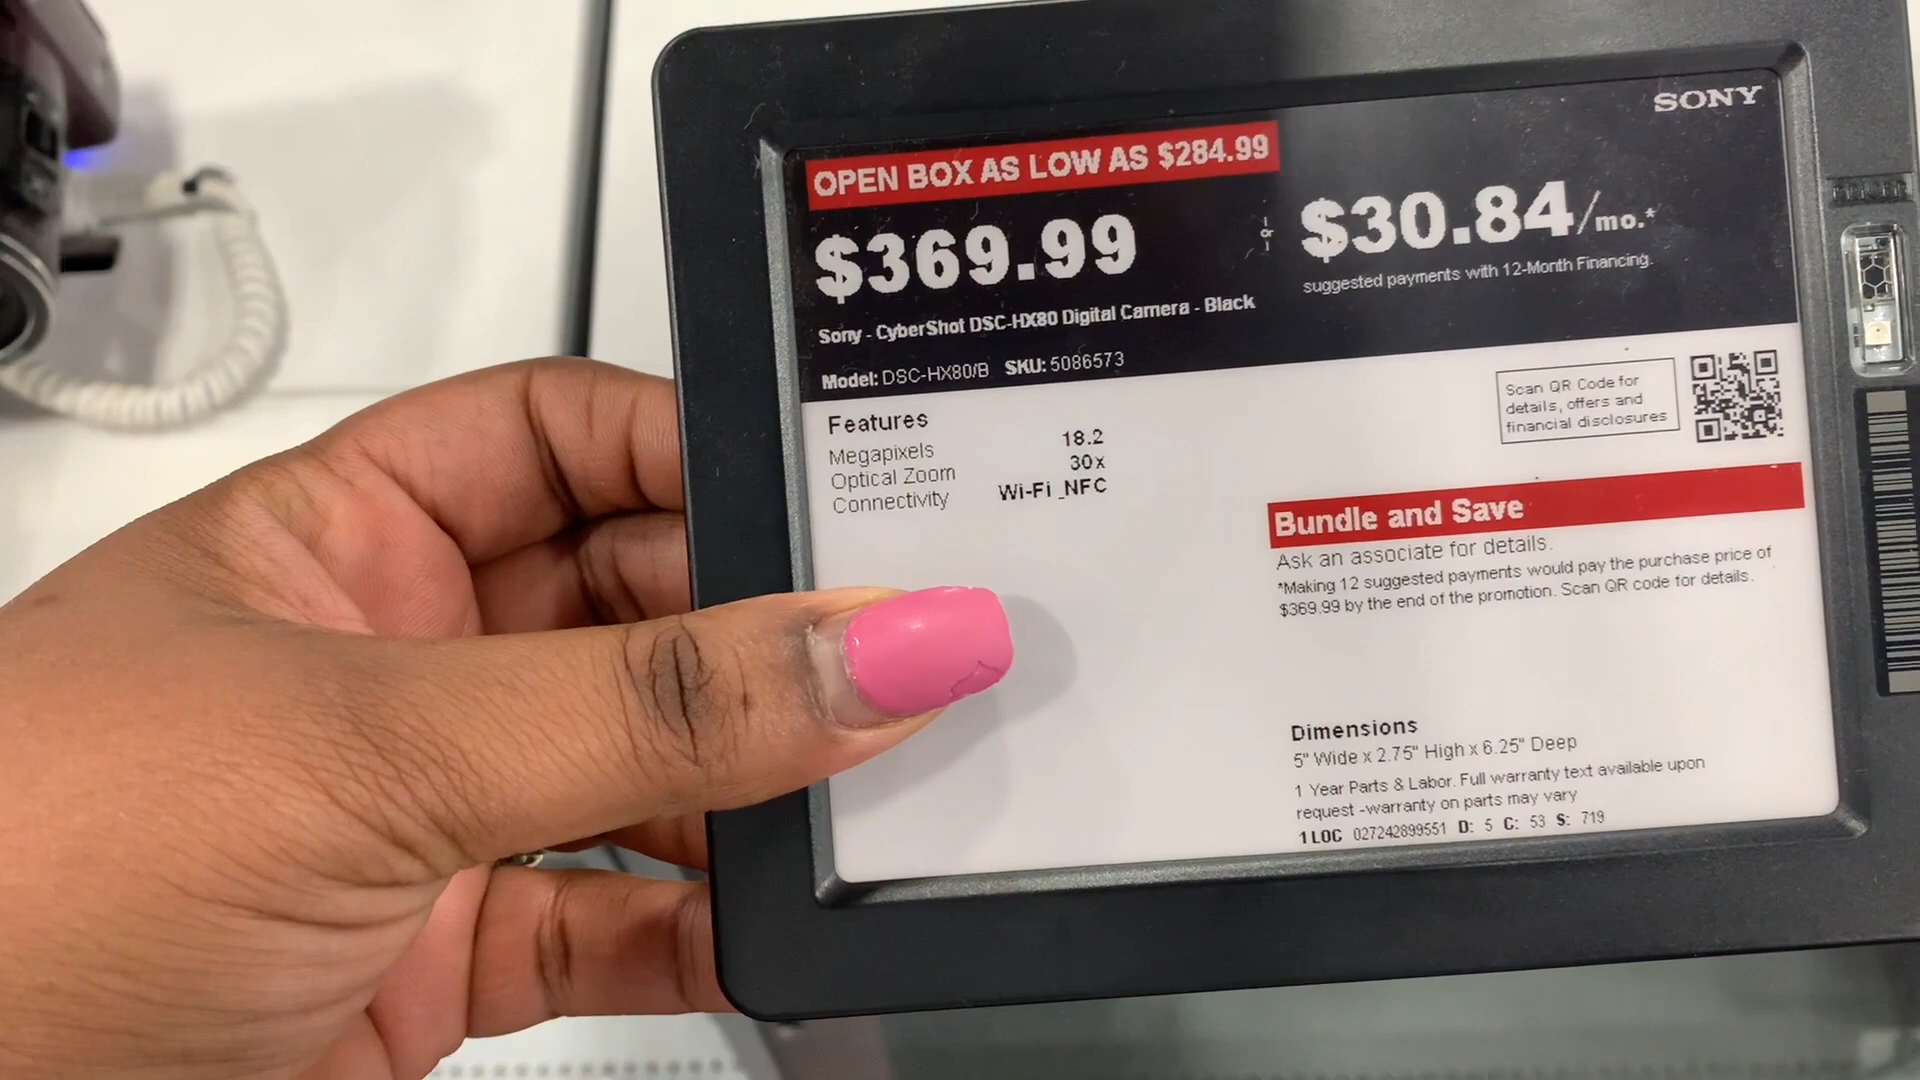 SONY
OPEN BOX AS LOW AS $284.99
$369.99
or
$30.84/mo.*
suggested payments with 12-Month Financing.
Sony - CyberShot DSC-HX80 Digital Camera - Black
Model: DSC-HX80/B SKU: 5086573
Features
Megapixels 18.2
Optical Zoom 30x
Connectivity Wi-Fi _NFC
Scan QR Code for
details, offers and
financial disclosures
Bundle and Save
Ask an associate for details.
*Making 12 suggested payments would pay the purchase price of
$369.99 by the end of the promotion. Scan QR code for details.
Dimensions
5" Wide x 2.75" High x 6.25" Deep
1 Year Parts & Labor. Full warranty text available upon
request -warranty on parts may vary
1 LOC 027242899551 D: 5 C: 53 S: 719